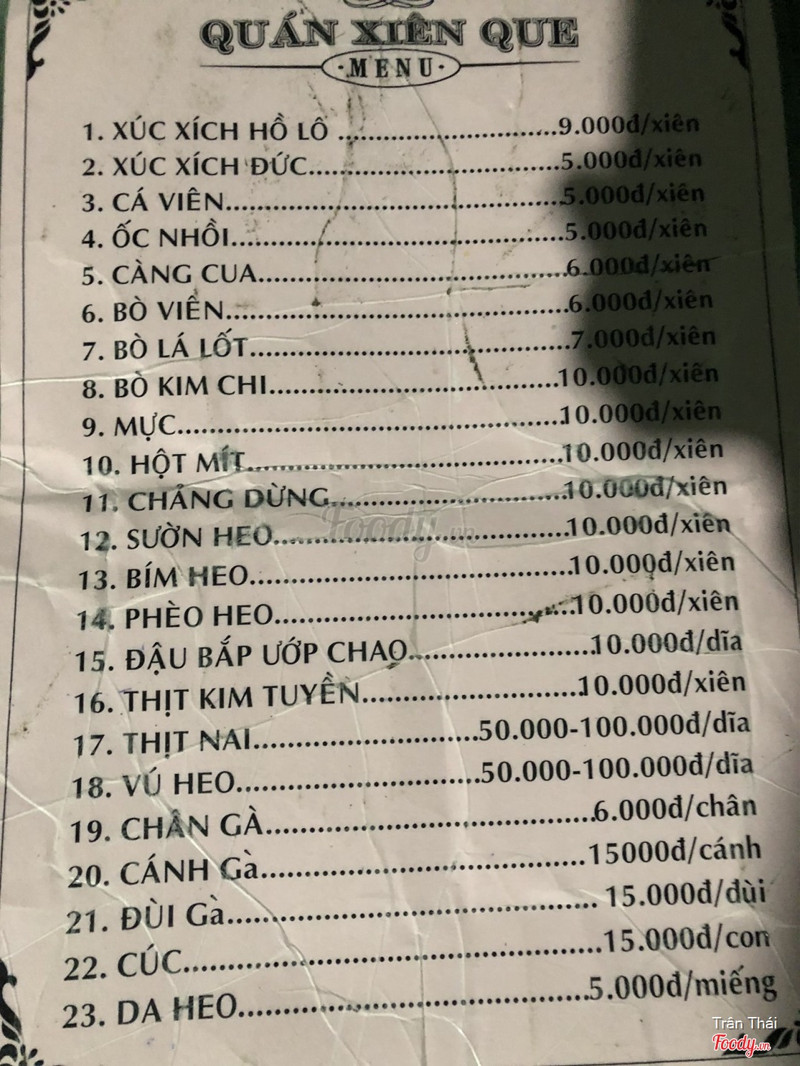 QUÁN XIÊN QUE
MENU
1. XÚC XÍCH HỒ LÔ ..............................9.000đ/xiên
2. XÚC XÍCH ĐỨC..............................5.000đ/xiên
3. CÁ VIÊN..............................5.000đ/xiên
4. ỐC NHỒI..............................5.000đ/xiên
5. CÀNG CUA..............................6.000đ/xiên
6. BÒ VIÊN..............................6.000đ/xiên
7. BÒ LÁ LỐT..............................7.000đ/xiên
8. BÒ KIM CHI..............................10.000đ/xiên
9. MỰC..............................10.000đ/xiên
10. HỘT MÍT..............................10.000đ/xiên
11. CHẢNG DỪNG..............................10.000đ/xiên
12. SƯỜN HEO..............................10.000đ/xiên
13. BÍM HEO..............................10.000đ/xiên
14. PHÈO HEO..............................10.000đ/xiên
15. ĐẬU BẮP ƯỚP CHAO..............................10.000đ/dĩa
16. THỊT KIM TUYỀN..............................10.000đ/xiên
17. THỊT NAI..............................50.000-100.000đ/dĩa
18. VÚ HEO..............................50.000-100.000đ/dĩa
19. CHÂN GÀ..............................6.000đ/chân
20. CÁNH Gà..............................15000đ/cánh
21. ĐÙI Gà.............................. 15.000đ/đùi
22. CÚC..............................15.000đ/con
23. DA HEO..............................5.000đ/miếng
Foody.vn
Trân Thái
Foody.vn